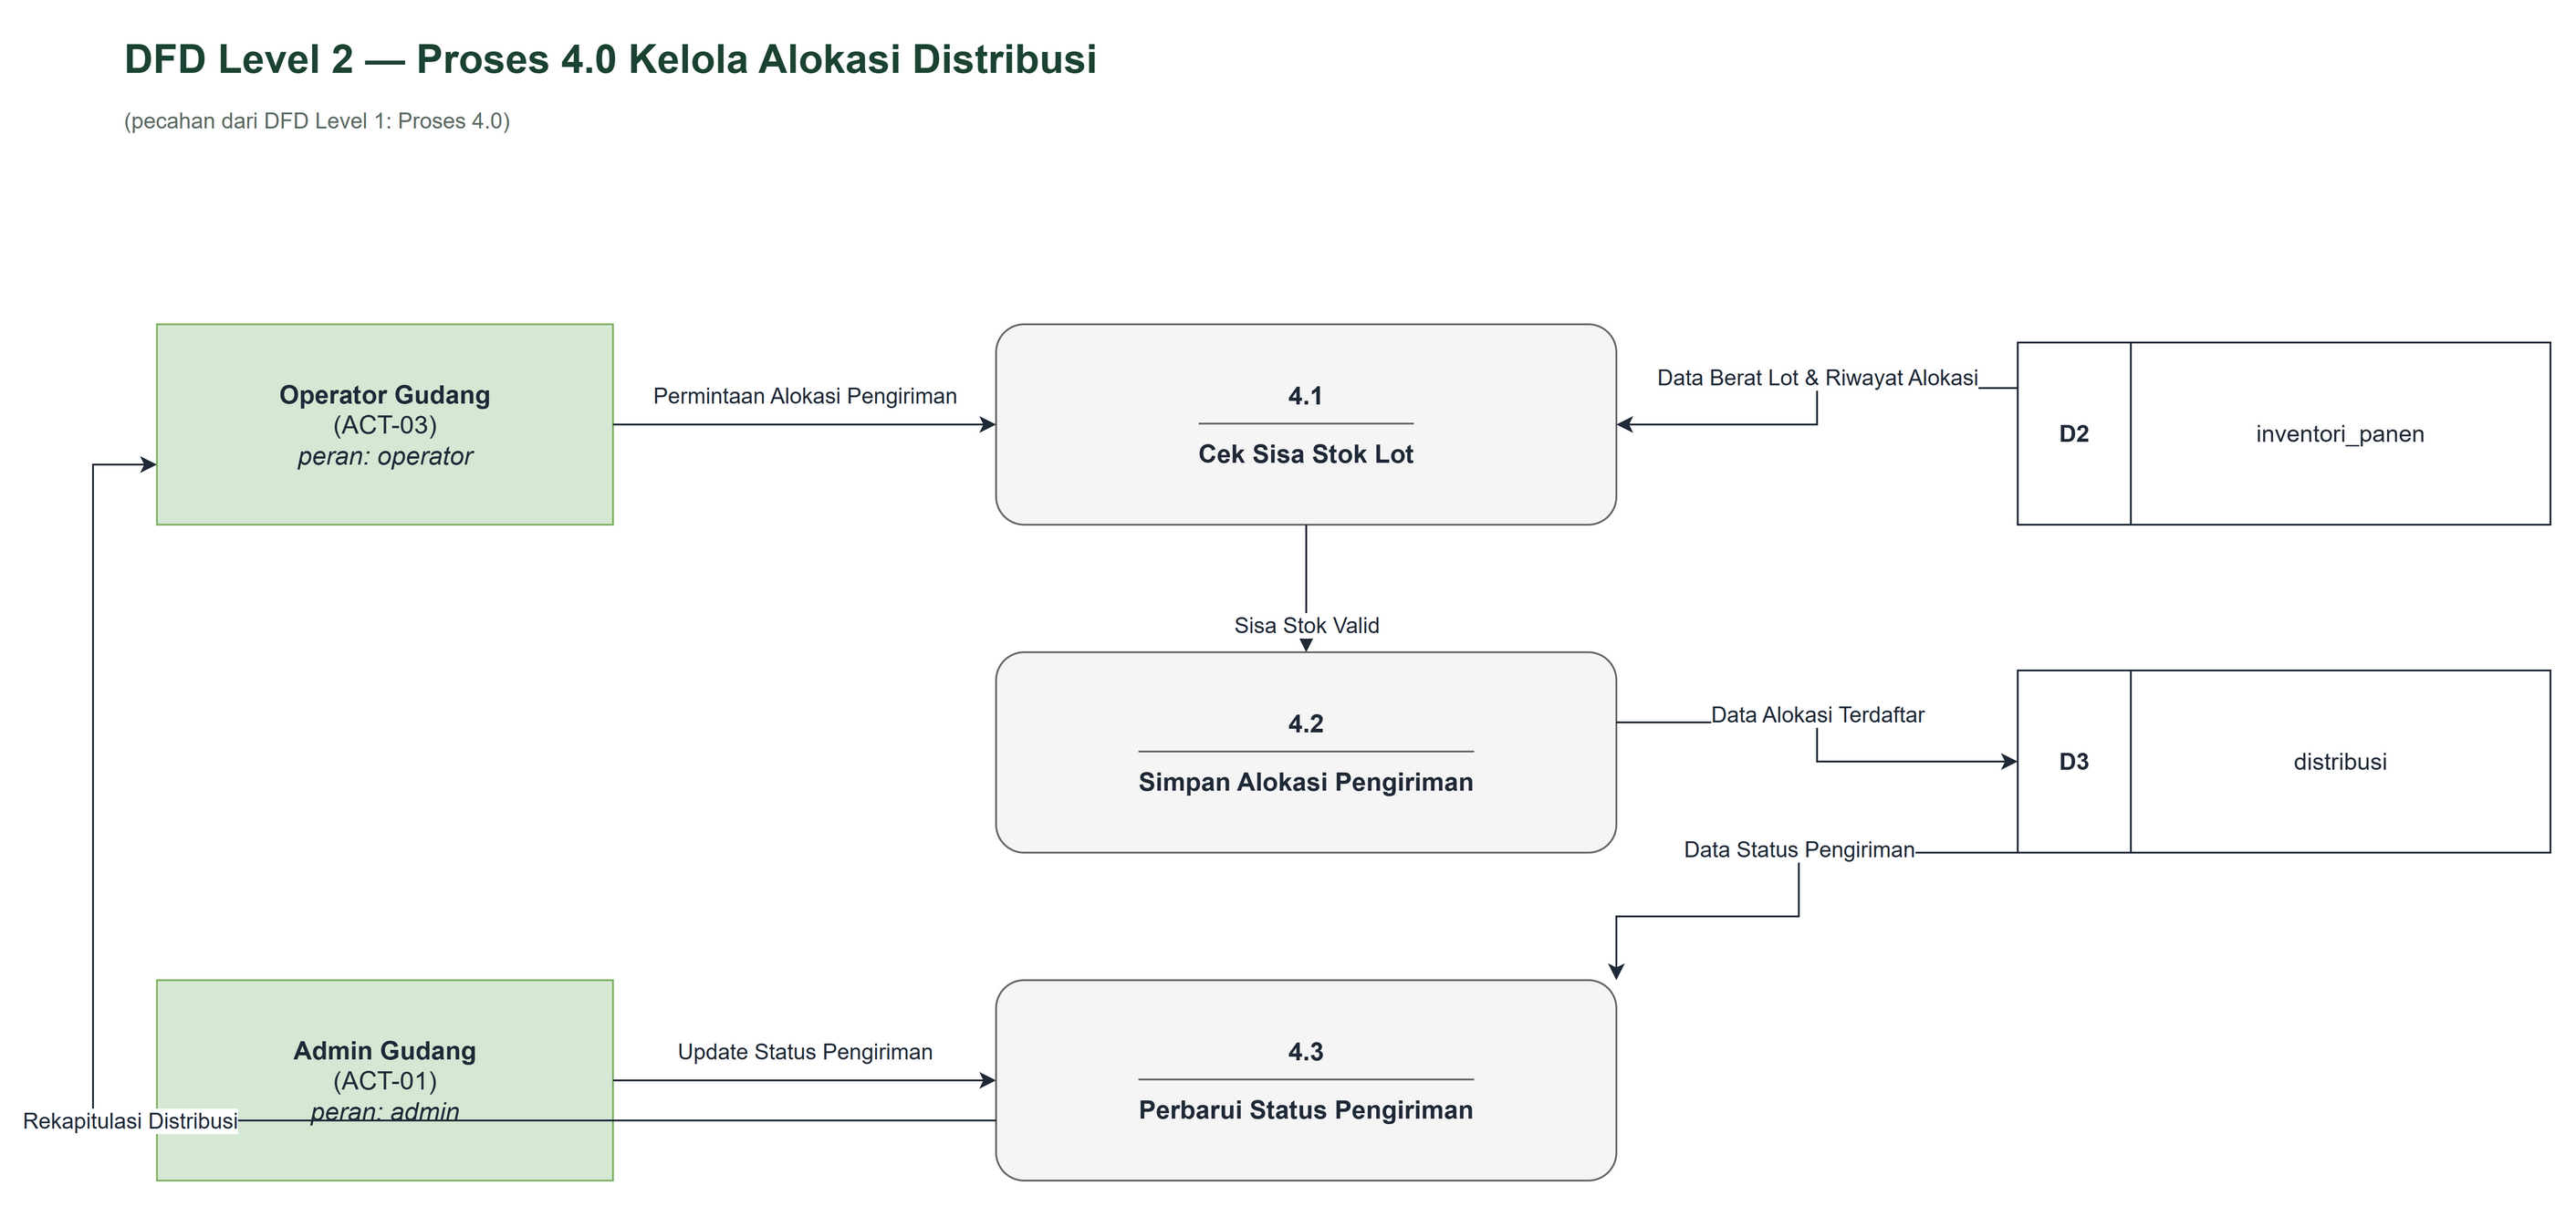 DFD Level 2 — Proses 4.0 Kelola Alokasi Distribusi
(pecahan dari DFD Level 1: Proses 4.0)
Operator Gudang
(ACT-03)
peran: operator
Permintaan Alokasi Pengiriman
4.1
Cek Sisa Stok Lot
Data Berat Lot & Riwayat Alokasi
D2
inventori_panen
Sisa Stok Valid
4.2
Simpan Alokasi Pengiriman
Data Alokasi Terdaftar
D3
distribusi
Data Status Pengiriman
Admin Gudang
(ACT-01)
peran: admin
Update Status Pengiriman
4.3
Perbarui Status Pengiriman
Rekapitulasi Distribusi